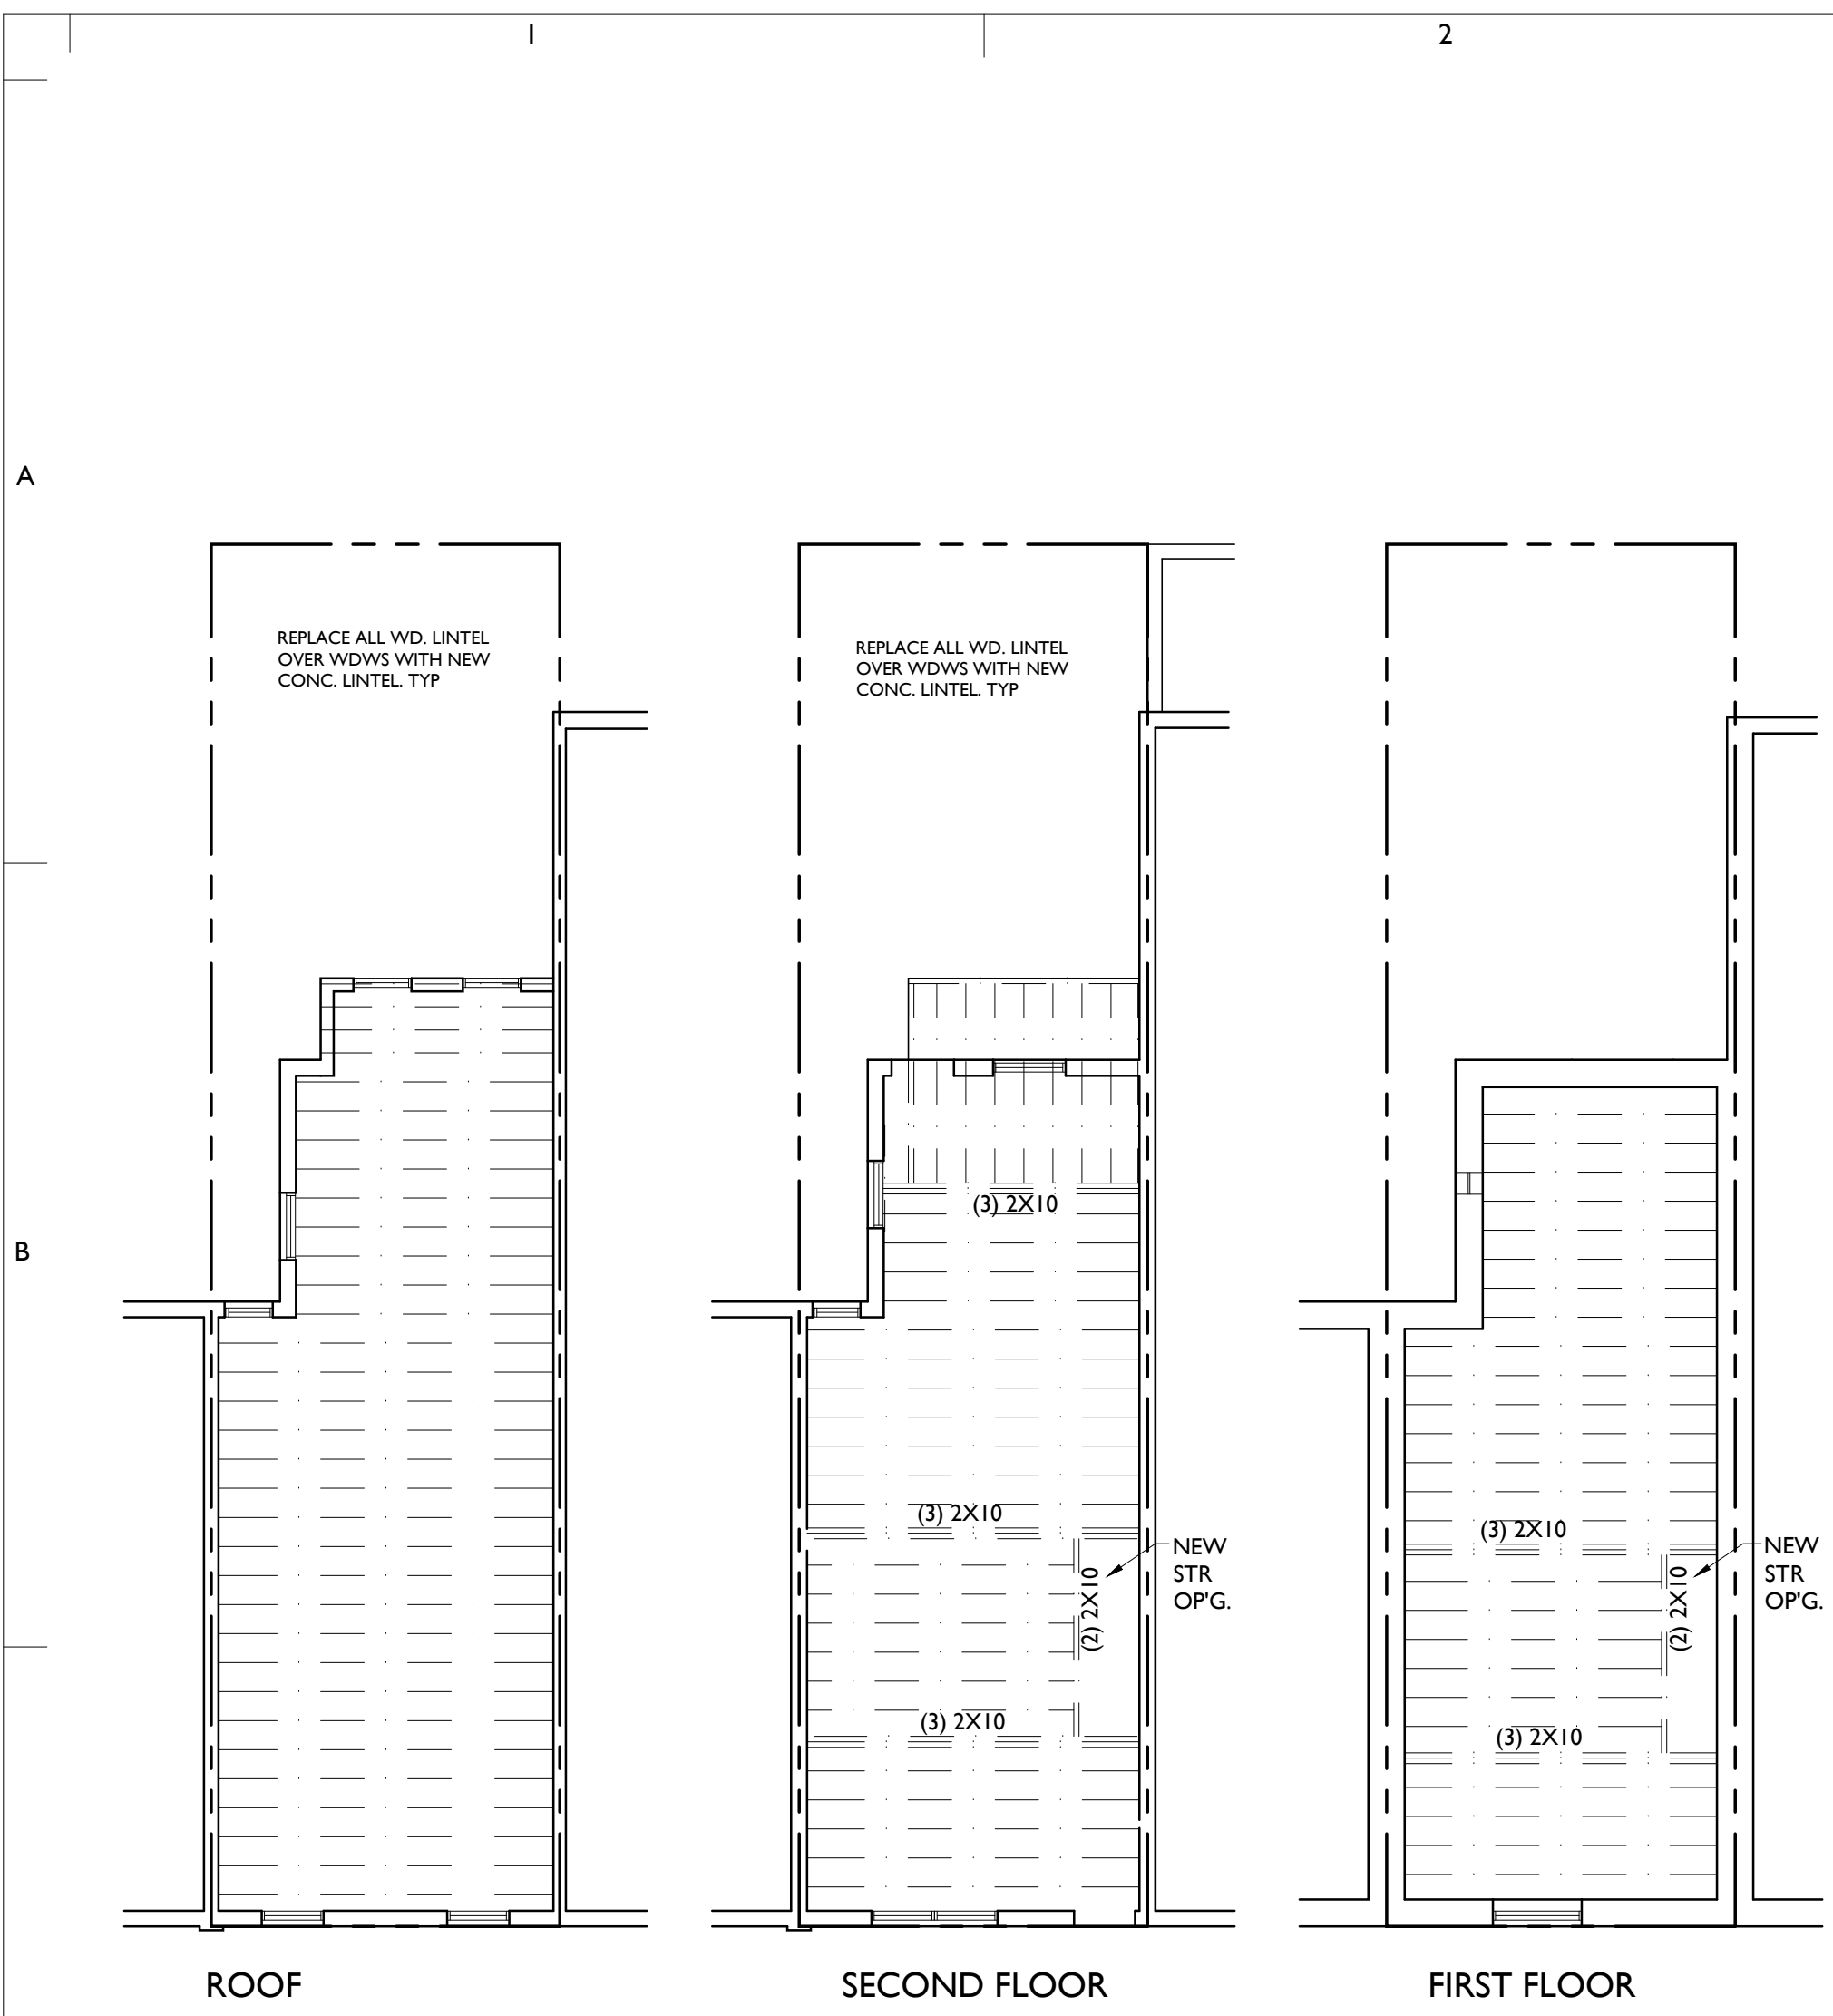 1
2
A
B
REPLACE ALL WD. LINTEL
OVER WDWS WITH NEW
CONC. LINTEL. TYP
REPLACE ALL WD. LINTEL
OVER WDWS WITH NEW
CONC. LINTEL. TYP
(3) 2X10
(3) 2X10
(2) 2X10
NEW
STR
OP'G.
(3) 2X10
(3) 2X10
(2) 2X10
NEW
STR
OP'G.
(3) 2X10
ROOF
SECOND FLOOR
FIRST FLOOR